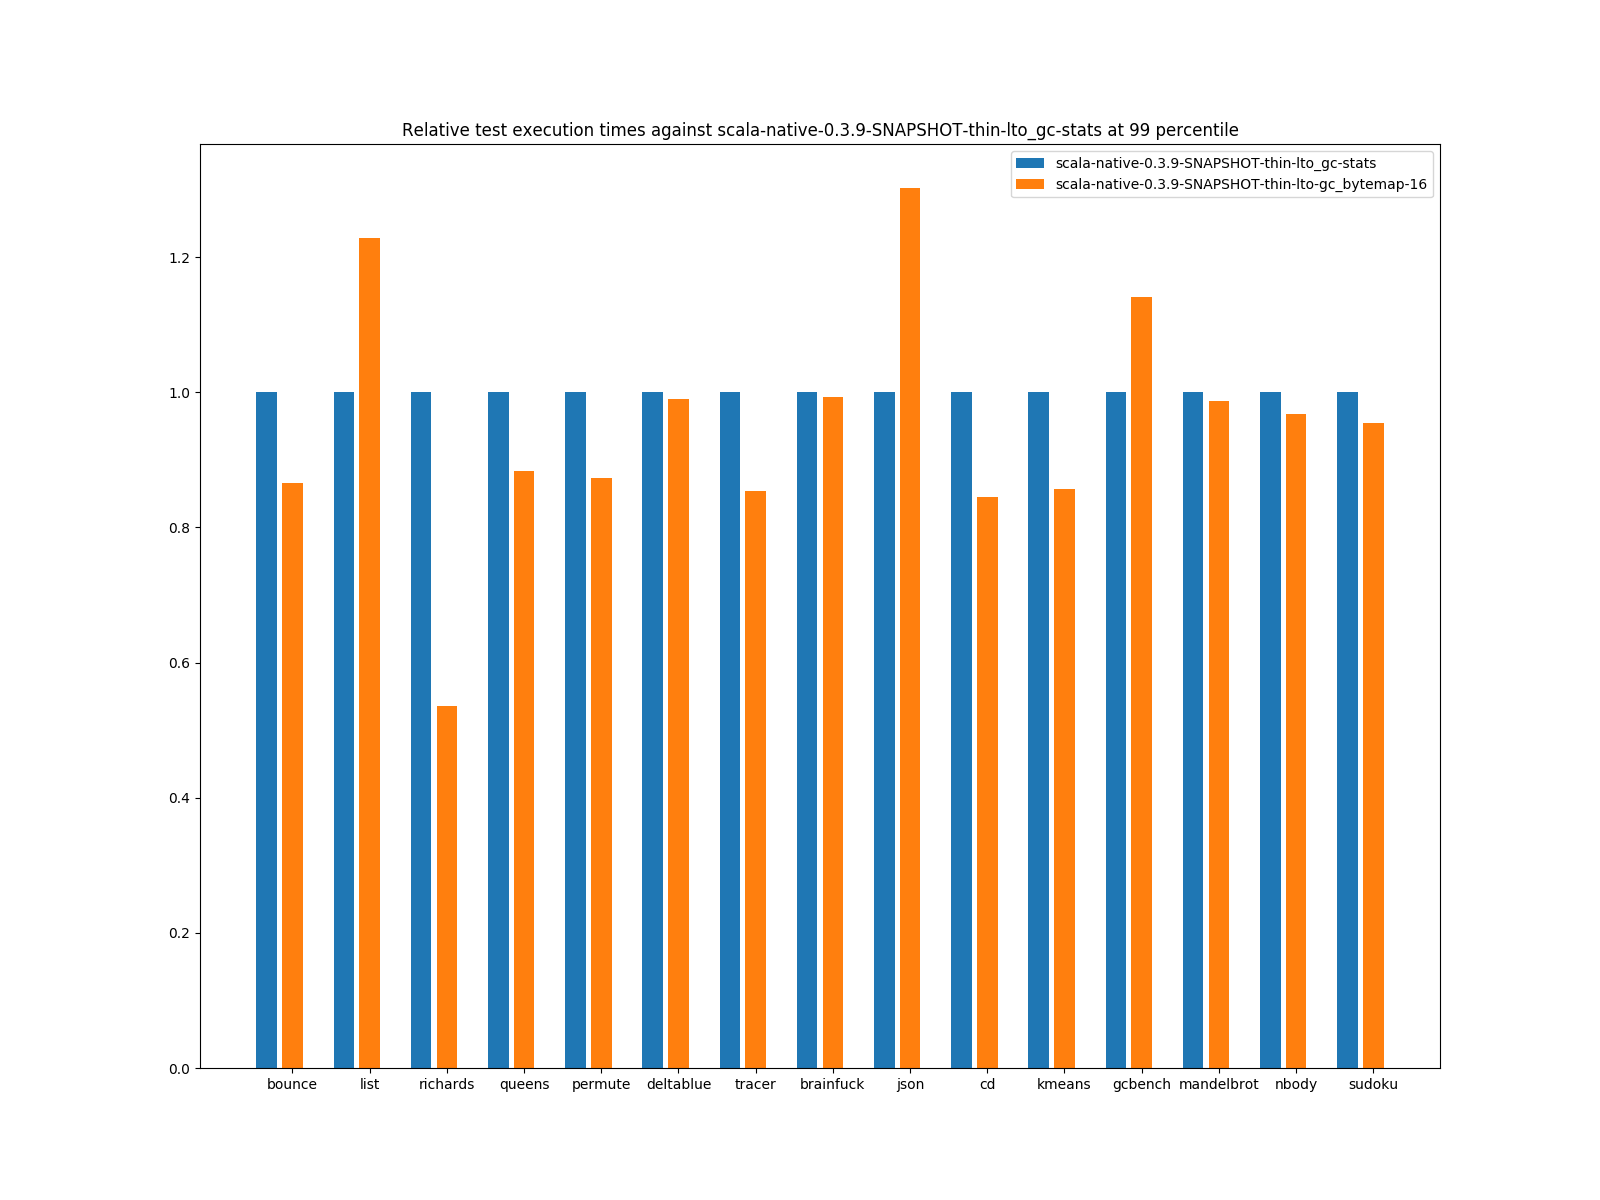 Relative test execution times against scala-native-0.3.9-SNAPSHOT-thin-lto_gc-stats at 99 percentile
scala-native-0.3.9-SNAPSHOT-thin-lto_gc-stats
scala-native-0.3.9-SNAPSHOT-thin-lto-gc_bytemap-16
1.2
1.0
0.8
0.6
0.4
0.2
0.0
bounce list richards queens permute deltablue tracer brainfuck json cd kmeans gcbench mandelbrot nbody sudoku